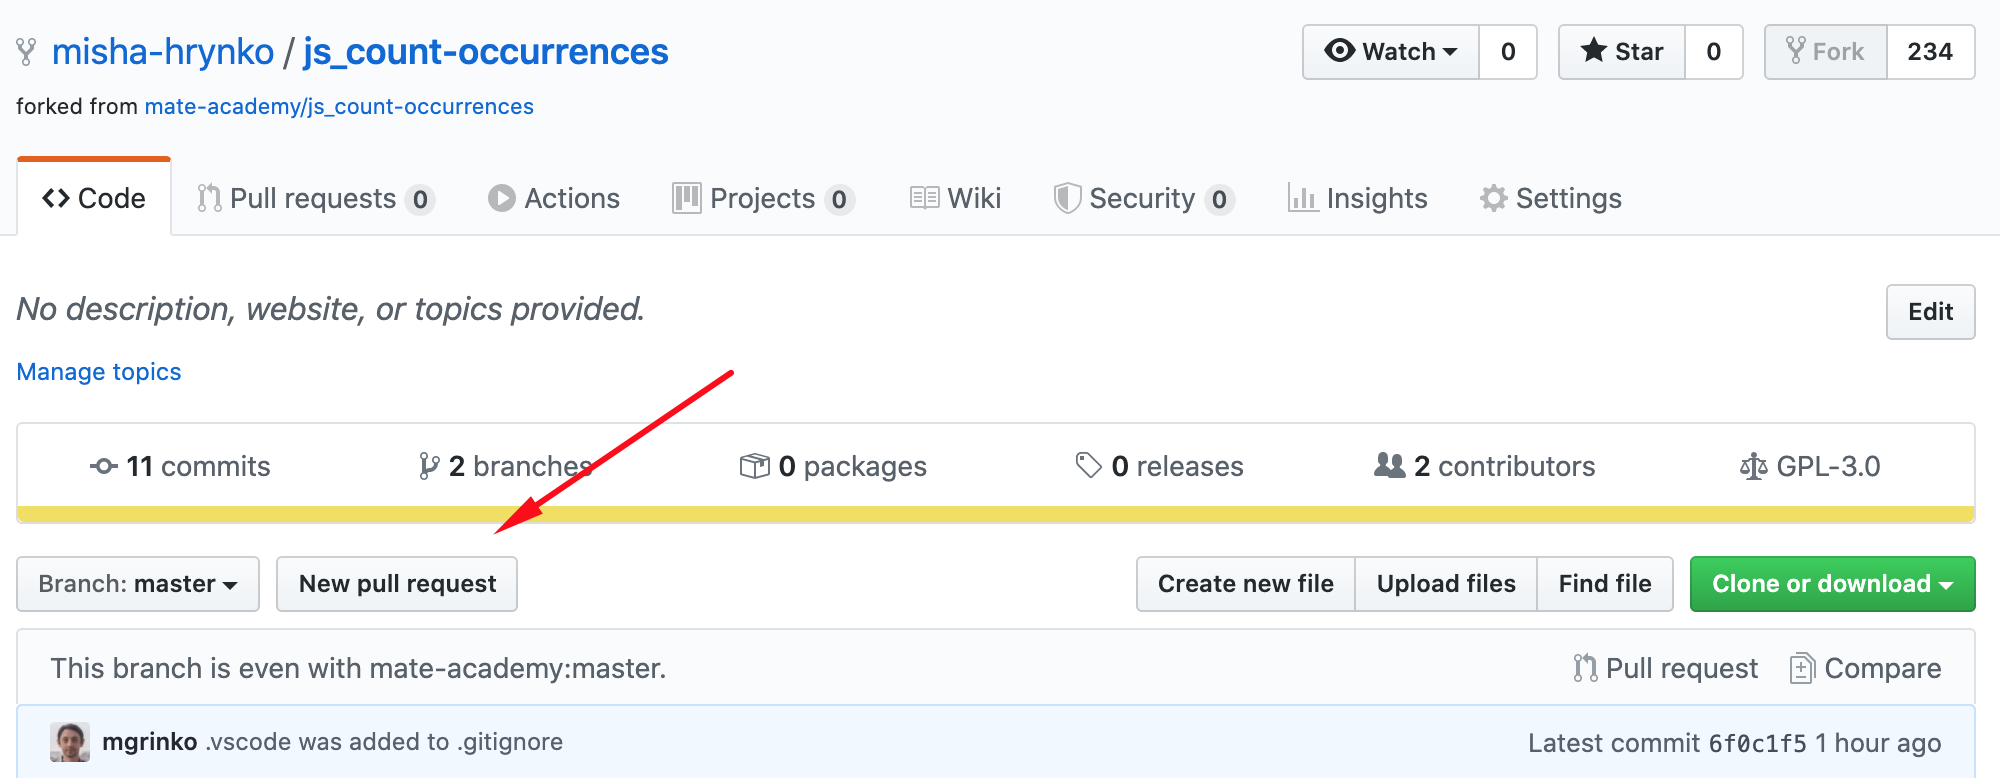 misha-hrynko / js_count-occurrences
Watch 0 Star 0 Fork 234
forked from mate-academy/js_count-occurrences
Code Pull requests 0 Actions Projects 0 Wiki Security 0 Insights Settings
No description, website, or topics provided.
Edit
Manage topics
11 commits 2 branches 0 packages 0 releases 2 contributors GPL-3.0
Branch: master New pull request Create new file Upload files Find file Clone or download
This branch is even with mate-academy:master. Pull request Compare
mgrinko .vscode was added to .gitignore Latest commit 6f0c1f5 1 hour ago